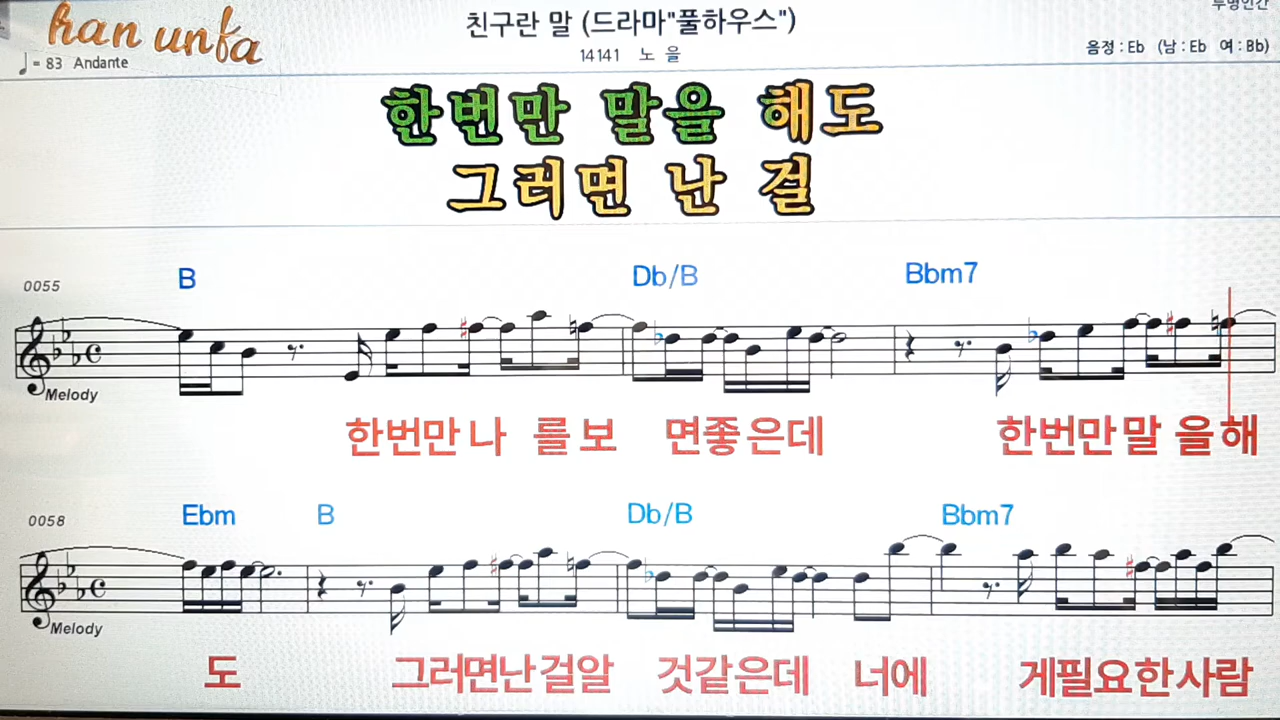 han unfa
친구란 말 (드라마"풀하우스")
투명인간
♩= 83 Andante
14141 노 을
음정 : Eb (남 : Eb 여 : Bb)
한번만 말을 해도
그러면 난 걸
0055 B Db/B Bbm7
Melody
한번만 나 를 보 면좋은데 한번만 말 을 해
0058 Ebm B Db/B Bbm7
Melody
도 그러면난걸알 것같은데 너에 게필요한사람